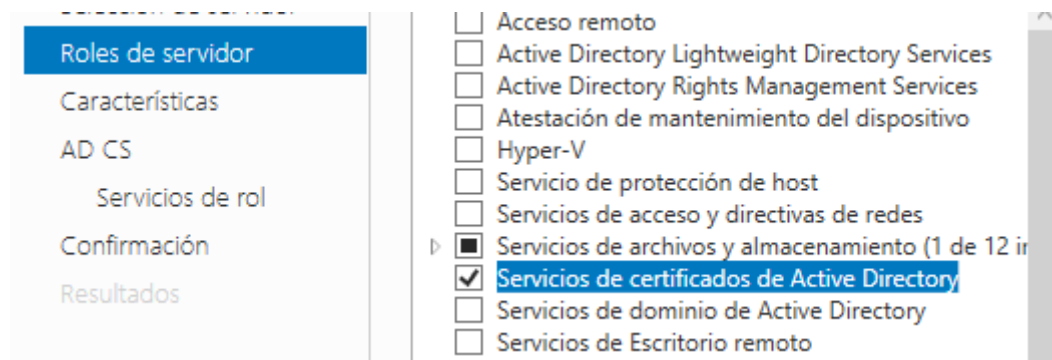 Roles de servidor
Características
AD CS
Servicios de rol
Confirmación
Resultados
Acceso remoto
Active Directory Lightweight Directory Services
Active Directory Rights Management Services
Atestación de mantenimiento del dispositivo
Hyper-V
Servicio de protección de host
Servicios de acceso y directivas de redes
Servicios de archivos y almacenamiento (1 de 12 in
Servicios de certificados de Active Directory
Servicios de dominio de Active Directory
Servicios de Escritorio remoto